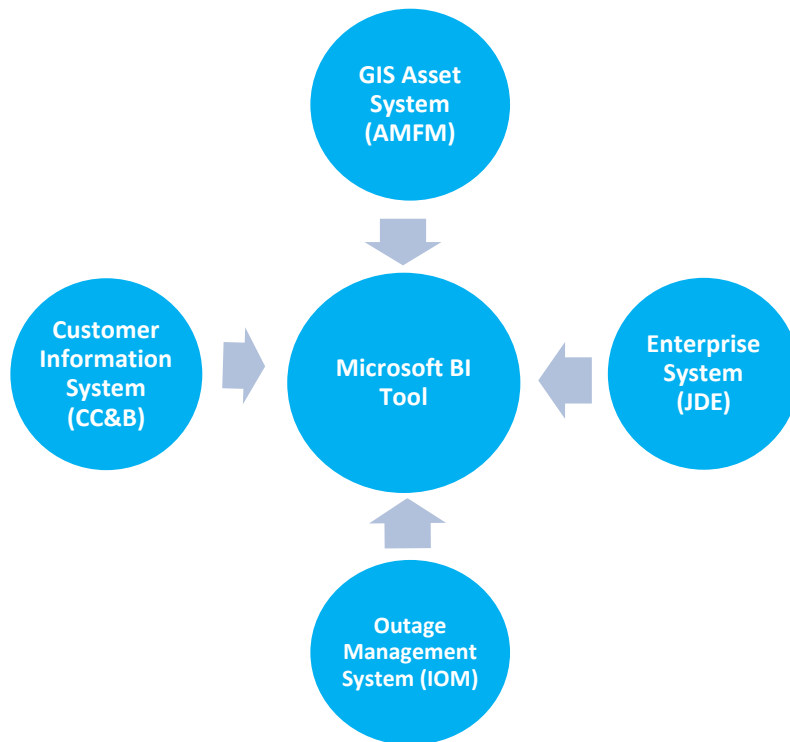 GIS Asset
System
(AMFM)
Customer
Information
System
(CC&B)
Microsoft BI
Tool
Enterprise
System
(JDE)
Outage
Management
System (IOM)